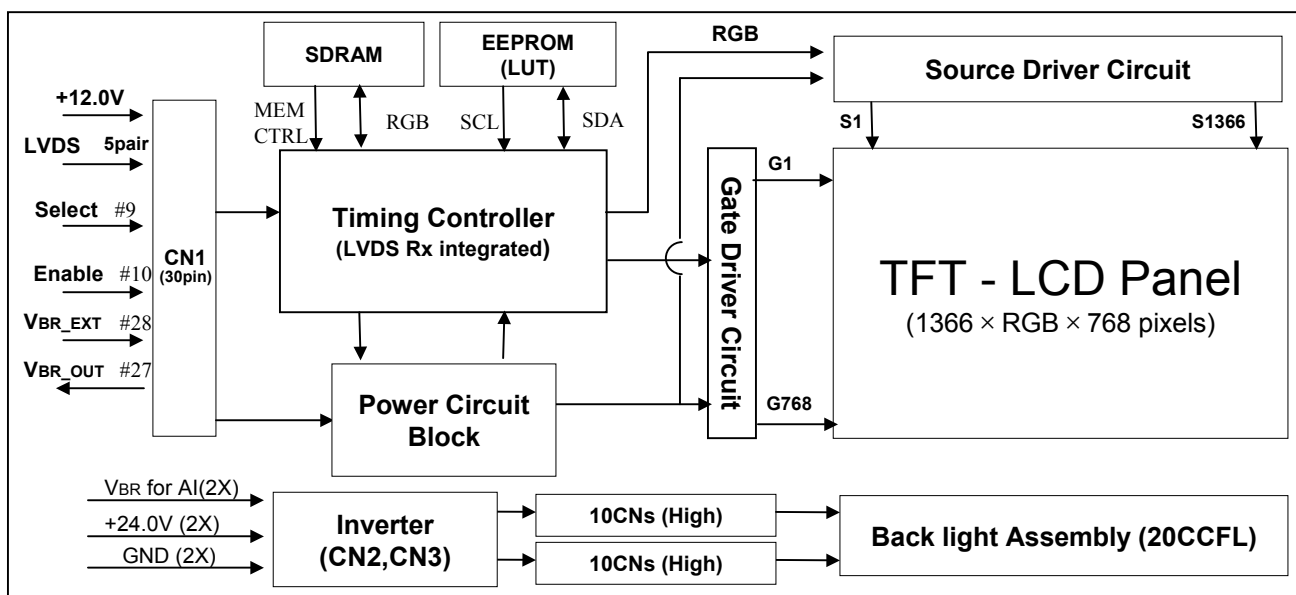 SDRAM
EEPROM
(LUT)
RGB
Source Driver Circuit
+12.0V
LVDS 5pair
Select #9
Enable #10
VBR_EXT #28
VBR_OUT #27
CN1
(30pin)
MEM
CTRL
RGB
SCL
SDA
S1
S1366
Timing Controller
(LVDS Rx integrated)
G1
Gate Driver Circuit
G768
TFT - LCD Panel
(1366 × RGB × 768 pixels)
Power Circuit
Block
VBR for AI(2X)
+24.0V (2X)
GND (2X)
Inverter
(CN2,CN3)
10CNs (High)
10CNs (High)
Back light Assembly (20CCFL)